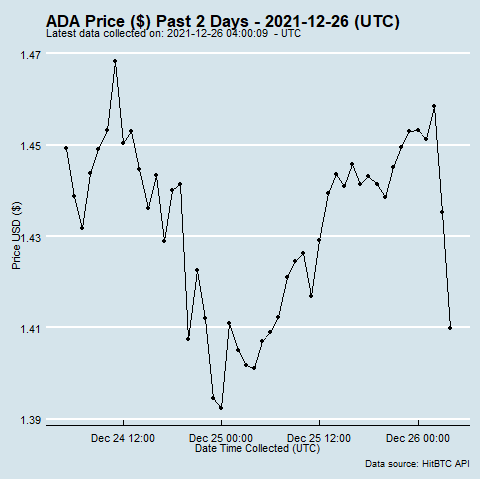 ADA Price ($) Past 2 Days - 2021-12-26 (UTC)
Latest data collected on: 2021-12-26 04:00:09 - UTC
1.47
1.45
1.43
1.41
1.39
Price USD ($)
Dec 24 12:00 Dec 25 00:00 Dec 25 12:00 Dec 26 00:00
Date Time Collected (UTC)
Data source: HitBTC API